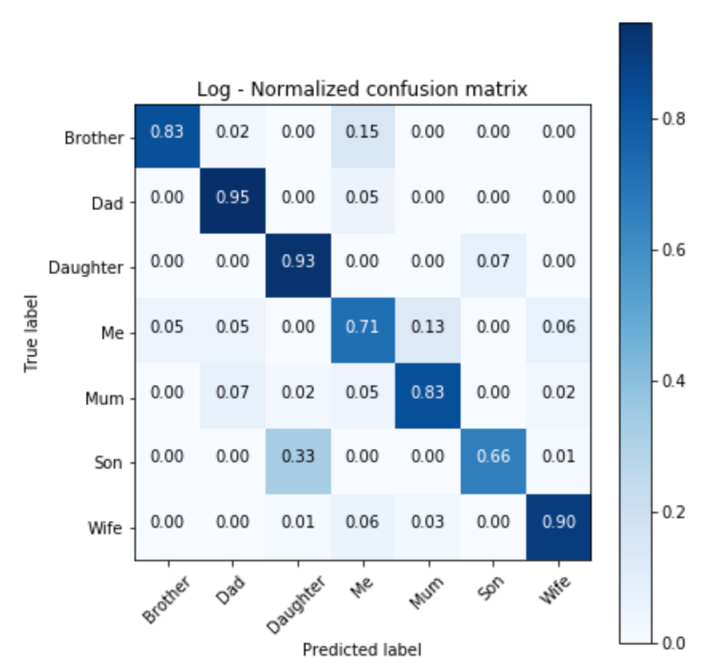 Log - Normalized confusion matrix
Brother 0.83 0.02 0.00 0.15 0.00 0.00 0.00
Dad 0.00 0.95 0.00 0.05 0.00 0.00 0.00
Daughter 0.00 0.00 0.93 0.00 0.00 0.07 0.00
Me 0.05 0.05 0.00 0.71 0.13 0.00 0.06
Mum 0.00 0.07 0.02 0.05 0.83 0.00 0.02
Son 0.00 0.00 0.33 0.00 0.00 0.66 0.01
Wife 0.00 0.00 0.01 0.06 0.03 0.00 0.90
True label
Brother Dad Daughter Me Mum Son Wife
Predicted label
0.8
0.6
0.4
0.2
0.0